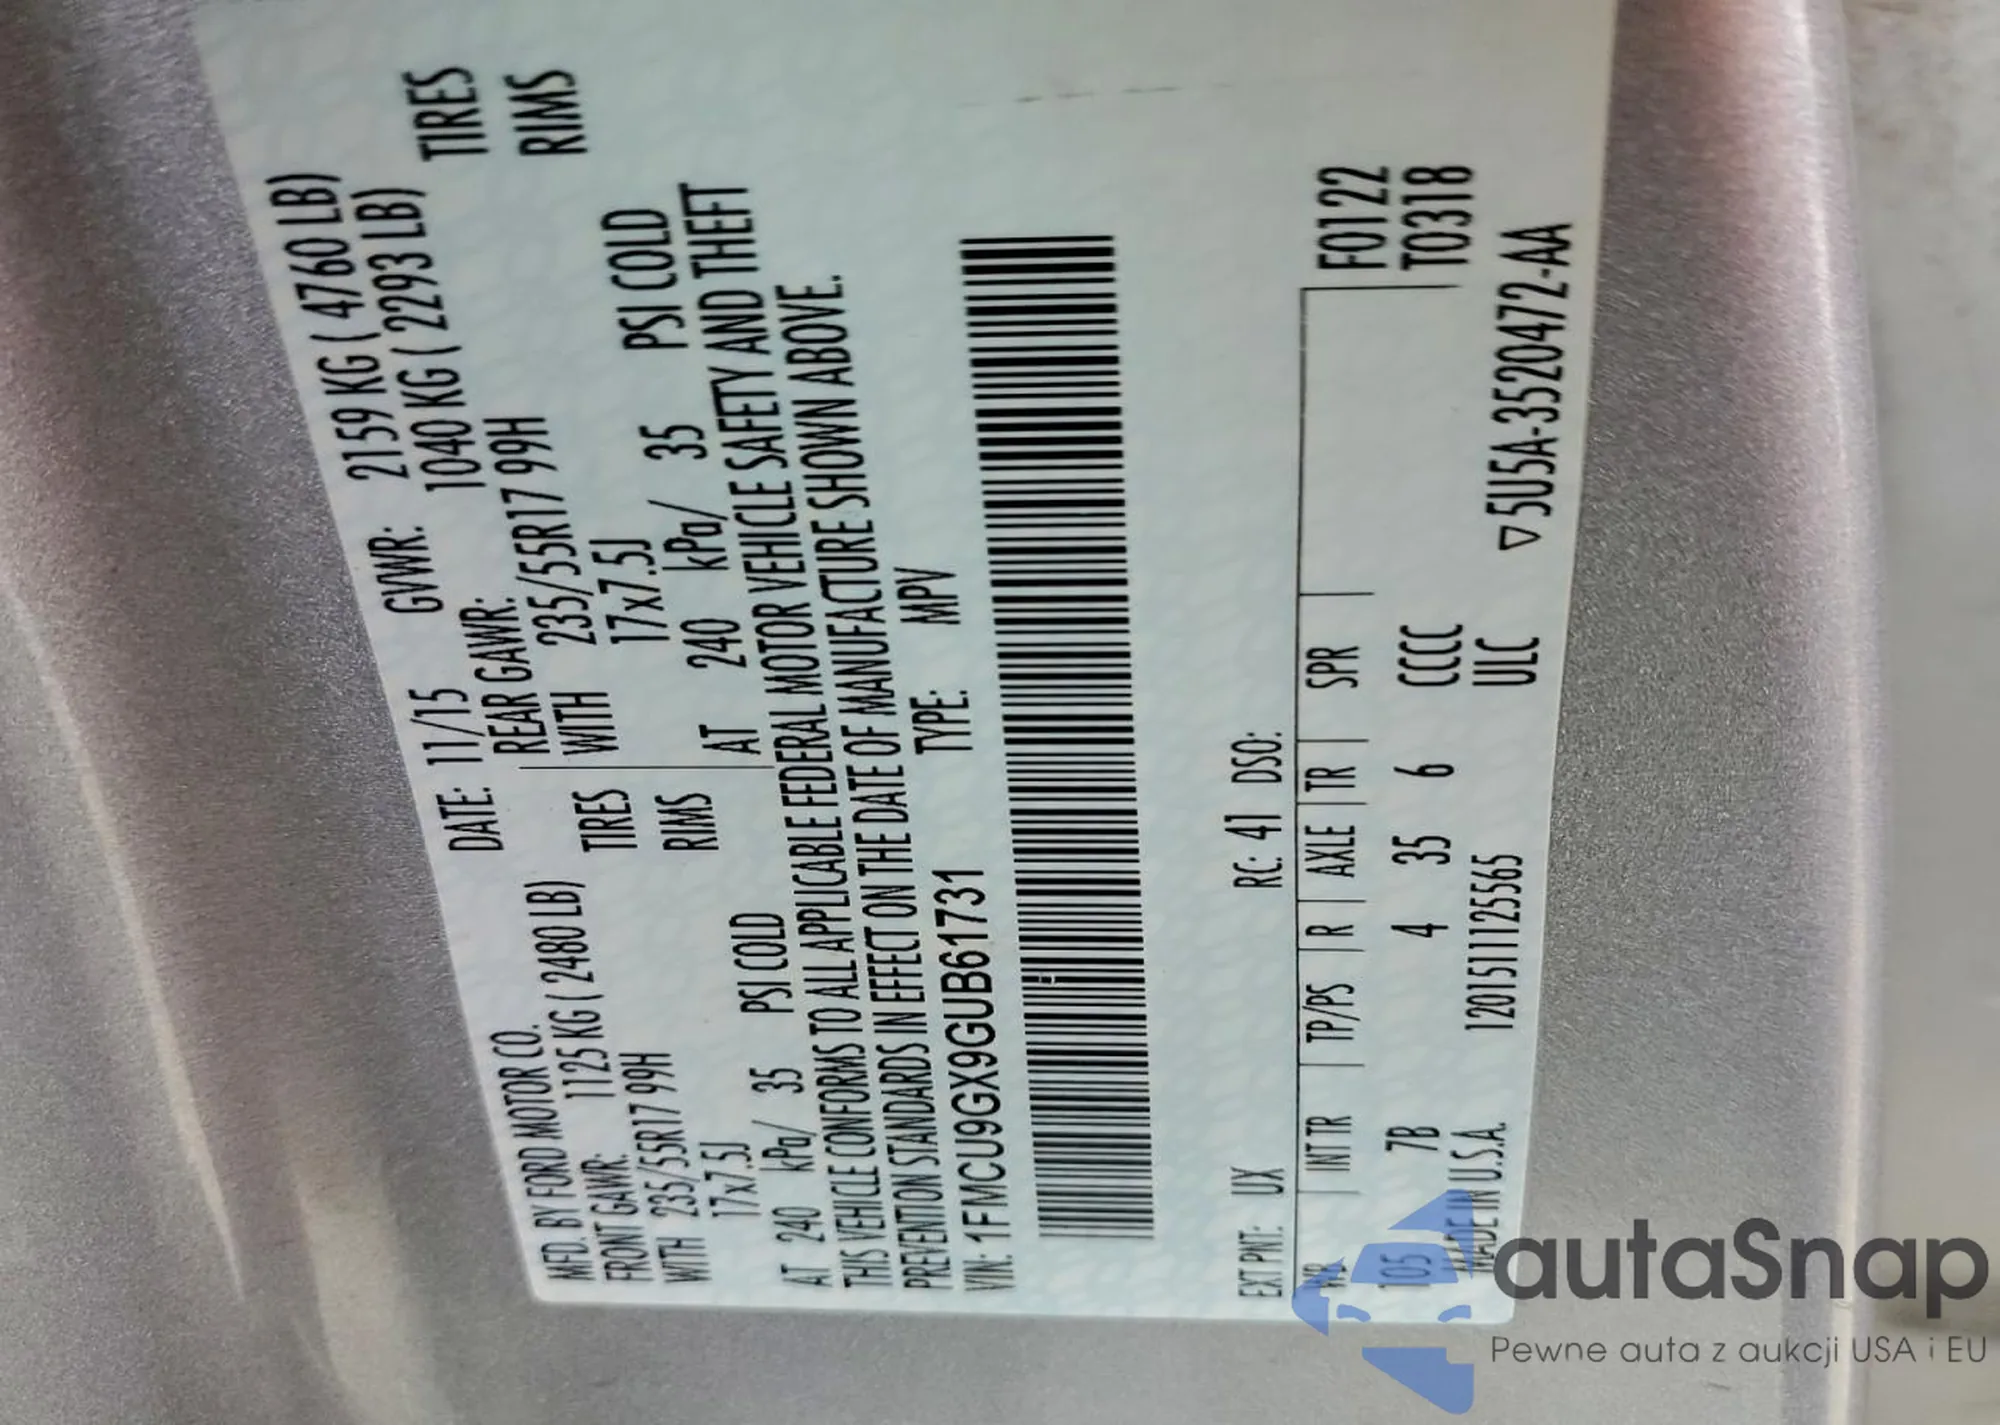 MFD. BY FORD MOTOR CO.
DATE: 11/15 GVWR: 2159 KG ( 4760 LB)
FRONT GAWR: 1125 KG ( 2480 LB)
REAR GAWR: 1040 KG ( 2293 LB)
WITH 235/55R17 99H TIRES
WITH 235/55R17 99H TIRES
17x7.5J RIMS
17x7.5J RIMS
AT 240 kPa/ 35 PSI COLD
AT 240 kPa/ 35 PSI COLD
THIS VEHICLE CONFORMS TO ALL APPLICABLE FEDERAL MOTOR VEHICLE SAFETY AND THEFT
PREVENTION STANDARDS IN EFFECT ON THE DATE OF MANUFACTURE SHOWN ABOVE.
VIN: 1FMCU9GX9GUB61731 TYPE: MPV
EXT PNT: UX RC: 41 DSO:
WB INT TR TP/PS R AXLE TR SPR F0122
105 7B 4 35 6 CCCC T0318
MADE IN U.S.A. 1201511125565 ULC ▽5U5A-3520472-AA
autaSnap
Pewne auta z aukcji USA i EU